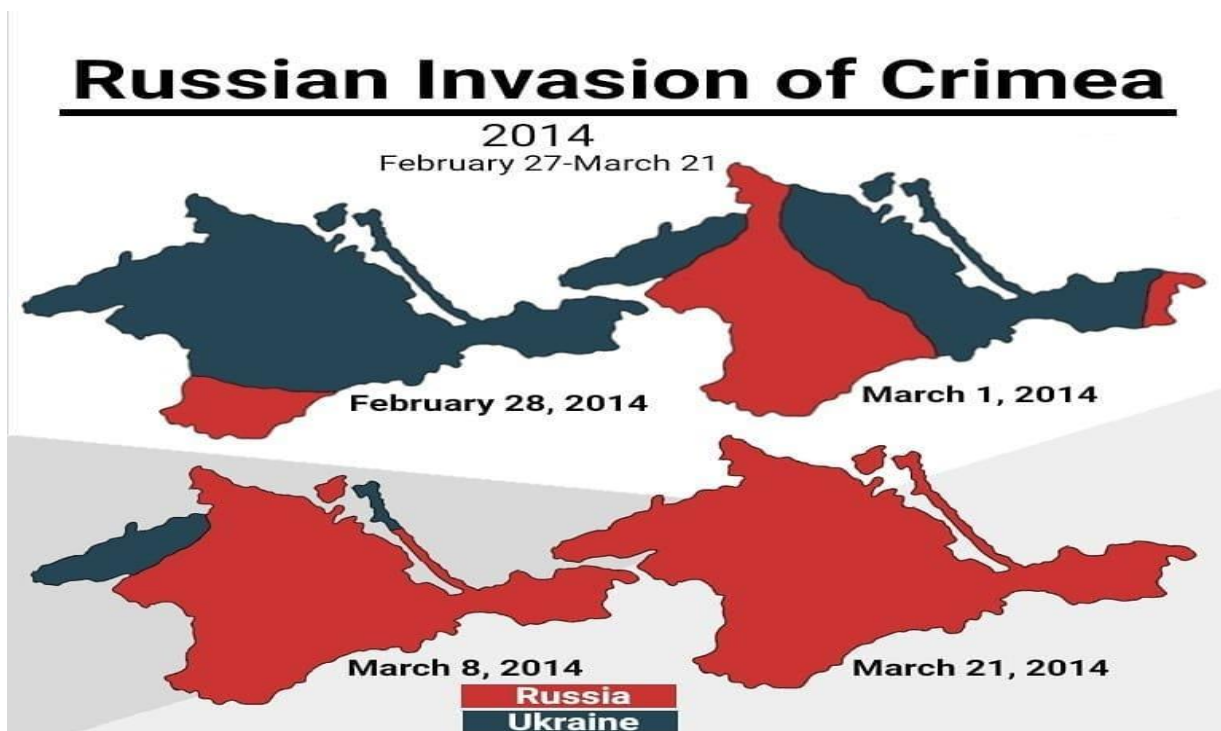 Russian Invasion of Crimea
2014
February 27-March 21
February 28, 2014
March 1, 2014
March 8, 2014
March 21, 2014
Russia
Ukraine